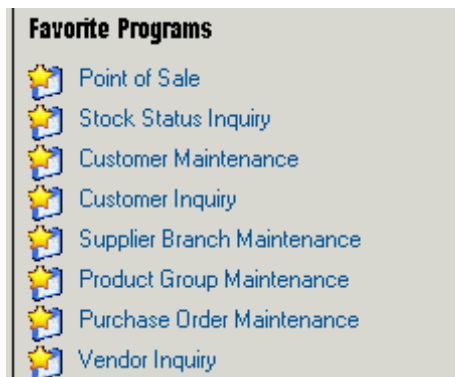 Favorite Programs
Point of Sale
Stock Status Inquiry
Customer Maintenance
Customer Inquiry
Supplier Branch Maintenance
Product Group Maintenance
Purchase Order Maintenance
Vendor Inquiry